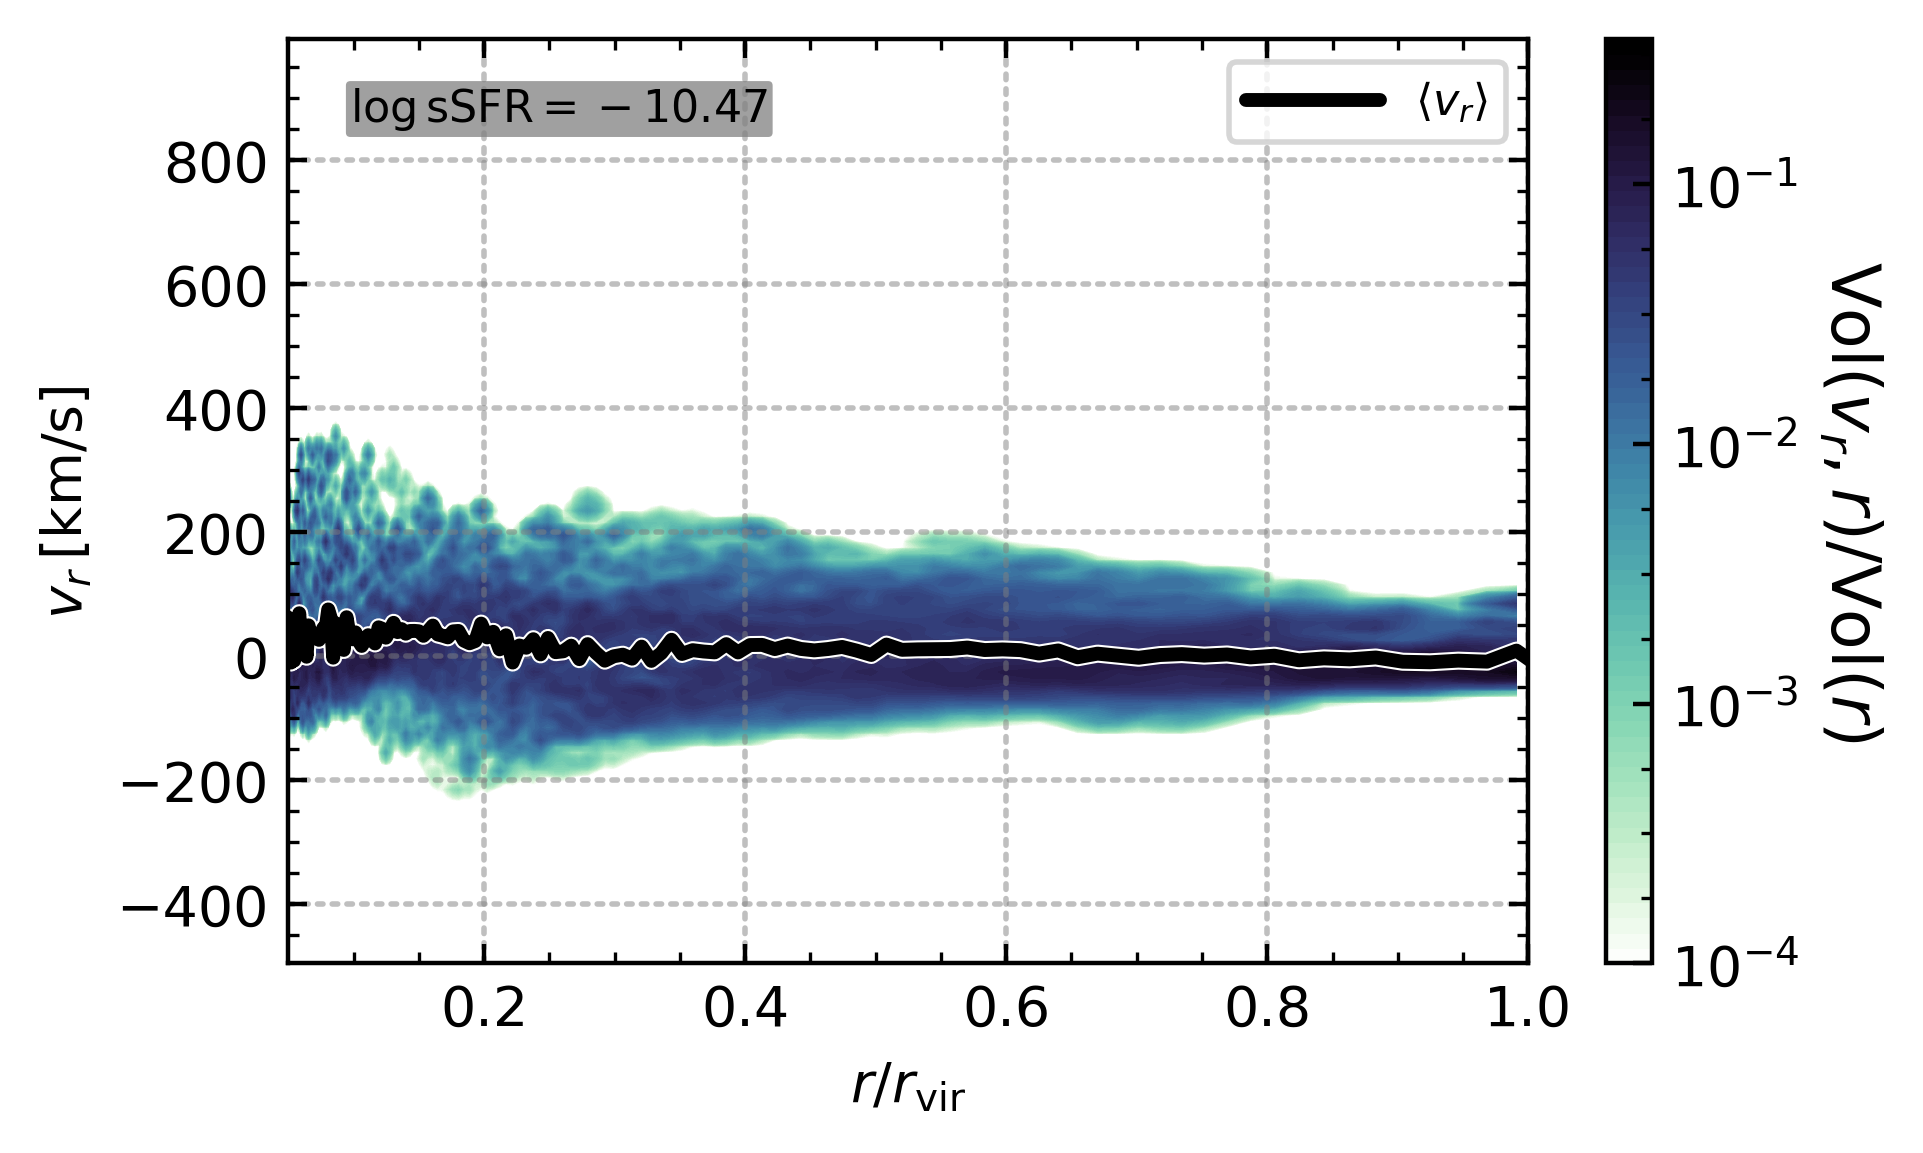 log sSFR = −10.47
⟨v_r⟩
800
600
400
200
0
−200
−400
v_r [km/s]
0.2 0.4 0.6 0.8 1.0
r/r_vir
10^−1
10^−2
10^−3
10^−4
Vol(v_r, r)/Vol(r)